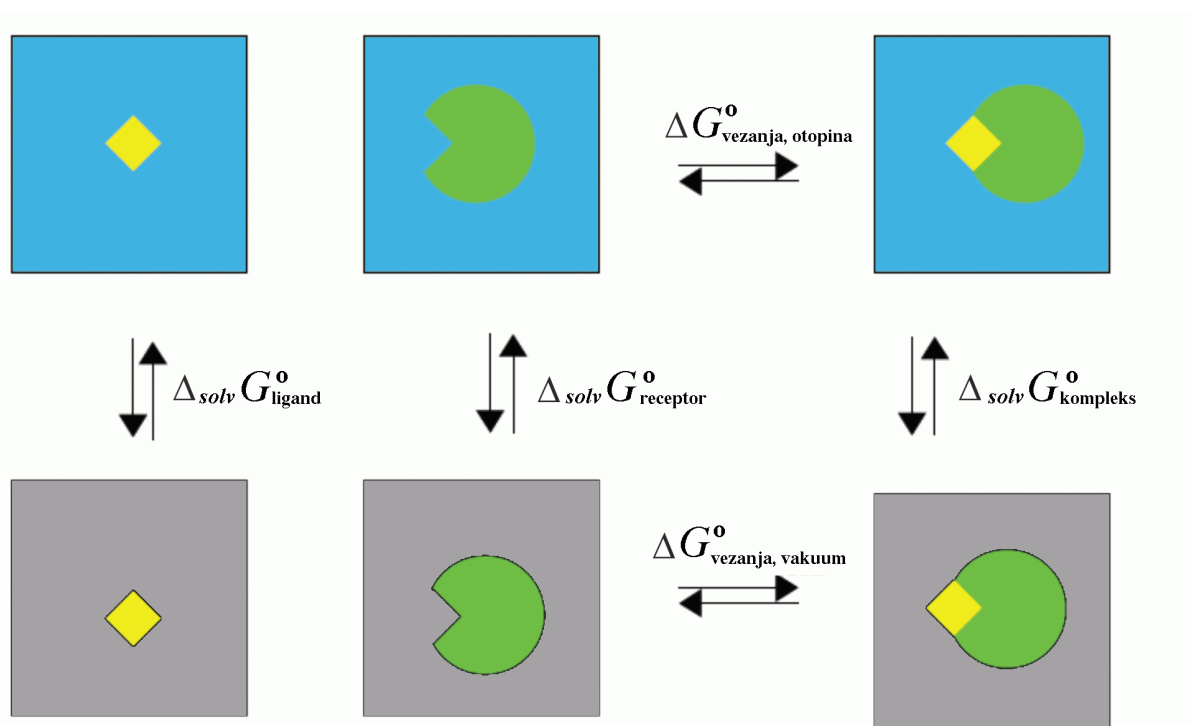 ΔG°vezanja, otopina
Δsolv G°ligand
Δsolv G°receptor
Δsolv G°kompleks
ΔG°vezanja, vakuum